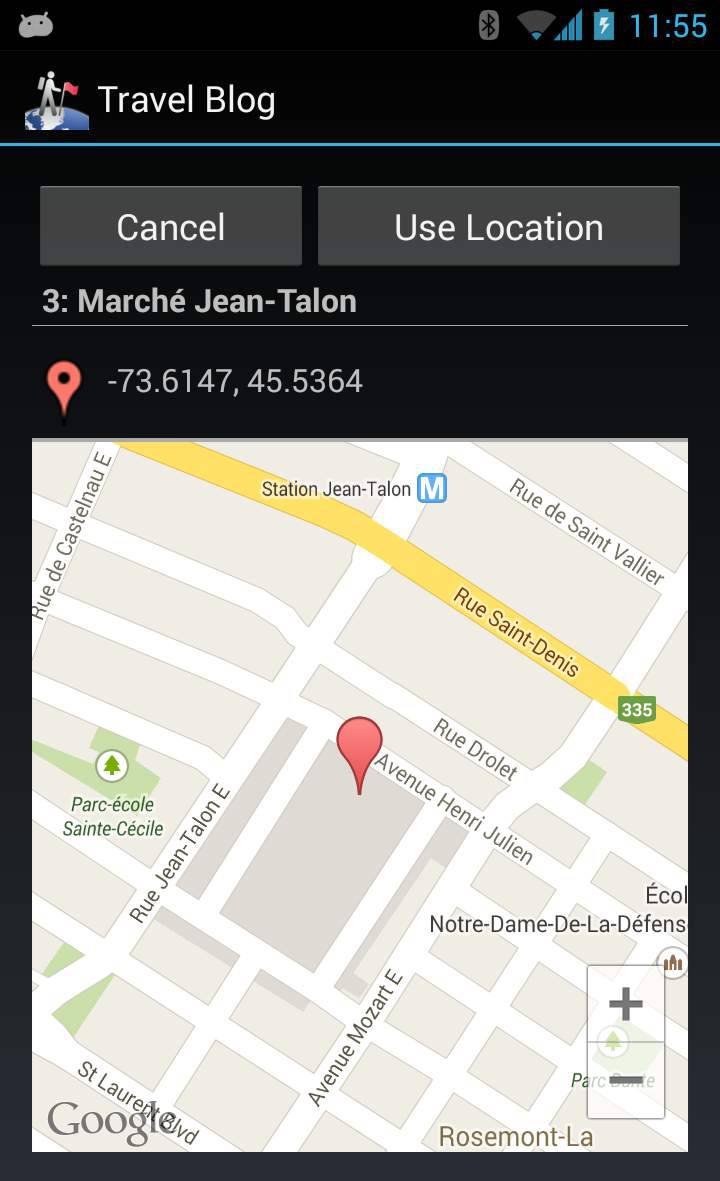 11:55
Travel Blog
Cancel
Use Location
3: Marché Jean-Talon
-73.6147, 45.5364
Rue de Castelnau E
Station Jean-Talon M
Rue de Saint Vallier
Rue Saint-Denis
335
Rue Drolet
Avenue Henri Julien
Parc-école
Sainte-Cécile
Rue Jean-Talon E
Écol
Notre-Dame-De-La-Défens
Avenue Mozart E
+
Parc Dante
−
St Laurent Blvd
Google
Rosemont-La